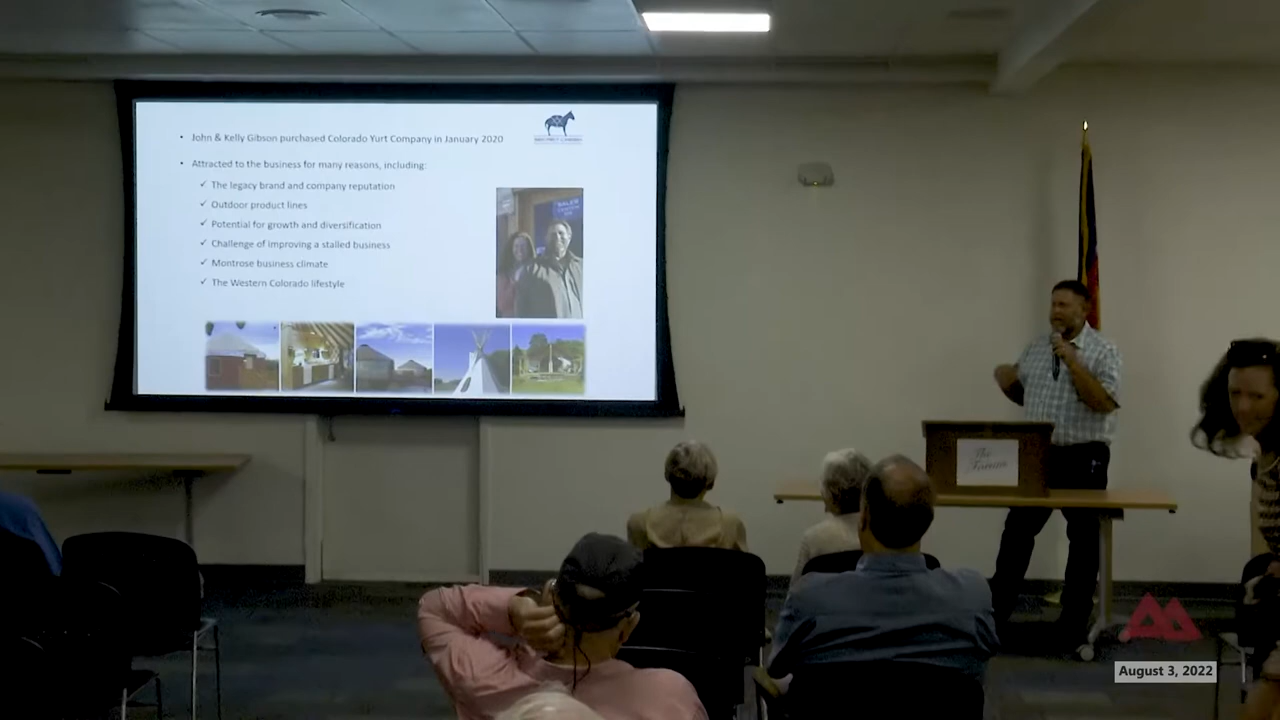 John & Kelly Gibson purchased Colorado Yurt Company in January 2020
Attracted to the business for many reasons, including:
The legacy brand and company reputation
Outdoor product lines
Potential for growth and diversification
Challenge of improving a stalled business
Montrose business climate
The Western Colorado lifestyle
The
Forum
August 3, 2022